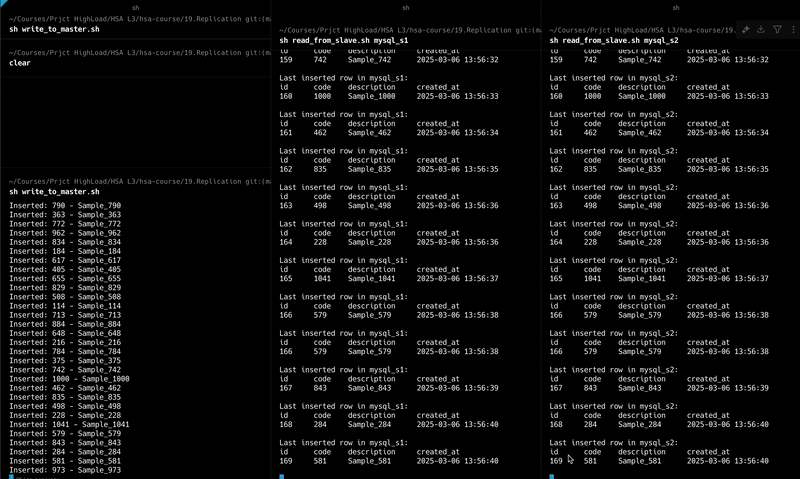 sh
~/Courses/Prjct HighLoad/HSA L3/hsa-course/19.Replication git:(ma
sh write_to_master.sh
~/Courses/Prjct HighLoad/HSA L3/hsa-course/19.Replication git:(ma
clear
~/Courses/Prjct HighLoad/HSA L3/hsa-course/19.Replication git:(ma
sh write_to_master.sh
Inserted: 790 - Sample_790
Inserted: 363 - Sample_363
Inserted: 772 - Sample_772
Inserted: 962 - Sample_962
Inserted: 834 - Sample_834
Inserted: 184 - Sample_184
Inserted: 617 - Sample_617
Inserted: 405 - Sample_405
Inserted: 655 - Sample_655
Inserted: 829 - Sample_829
Inserted: 508 - Sample_508
Inserted: 114 - Sample_114
Inserted: 713 - Sample_713
Inserted: 884 - Sample_884
Inserted: 648 - Sample_648
Inserted: 216 - Sample_216
Inserted: 784 - Sample_784
Inserted: 375 - Sample_375
Inserted: 742 - Sample_742
Inserted: 1000 - Sample_1000
Inserted: 462 - Sample_462
Inserted: 835 - Sample_835
Inserted: 498 - Sample_498
Inserted: 228 - Sample_228
Inserted: 1041 - Sample_1041
Inserted: 579 - Sample_579
Inserted: 843 - Sample_843
Inserted: 284 - Sample_284
Inserted: 581 - Sample_581
Inserted: 973 - Sample_973
sh
~/Courses/Prjct HighLoad/HSA L3/hsa-course/19.Replication git:(ma
sh read_from_slave.sh mysql_s1
id code description created_at
159 742 Sample_742 2025-03-06 13:56:32
Last inserted row in mysql_s1:
id code description created_at
160 1000 Sample_1000 2025-03-06 13:56:33
Last inserted row in mysql_s1:
id code description created_at
161 462 Sample_462 2025-03-06 13:56:34
Last inserted row in mysql_s1:
id code description created_at
162 835 Sample_835 2025-03-06 13:56:35
Last inserted row in mysql_s1:
id code description created_at
163 498 Sample_498 2025-03-06 13:56:36
Last inserted row in mysql_s1:
id code description created_at
164 228 Sample_228 2025-03-06 13:56:36
Last inserted row in mysql_s1:
id code description created_at
165 1041 Sample_1041 2025-03-06 13:56:37
Last inserted row in mysql_s1:
id code description created_at
166 579 Sample_579 2025-03-06 13:56:38
Last inserted row in mysql_s1:
id code description created_at
166 579 Sample_579 2025-03-06 13:56:38
Last inserted row in mysql_s1:
id code description created_at
167 843 Sample_843 2025-03-06 13:56:39
Last inserted row in mysql_s1:
id code description created_at
168 284 Sample_284 2025-03-06 13:56:40
Last inserted row in mysql_s1:
id code description created_at
169 581 Sample_581 2025-03-06 13:56:40
sh
~/Courses/Prjct HighLoad/HSA L3/hsa-course/19.
sh read_from_slave.sh mysql_s2
id code description created_at
159 742 Sample_742 2025-03-06 13:56:32
Last inserted row in mysql_s2:
id code description created_at
160 1000 Sample_1000 2025-03-06 13:56:33
Last inserted row in mysql_s2:
id code description created_at
161 462 Sample_462 2025-03-06 13:56:34
Last inserted row in mysql_s2:
id code description created_at
162 835 Sample_835 2025-03-06 13:56:35
Last inserted row in mysql_s2:
id code description created_at
163 498 Sample_498 2025-03-06 13:56:36
Last inserted row in mysql_s2:
id code description created_at
164 228 Sample_228 2025-03-06 13:56:36
Last inserted row in mysql_s2:
id code description created_at
165 1041 Sample_1041 2025-03-06 13:56:37
Last inserted row in mysql_s2:
id code description created_at
166 579 Sample_579 2025-03-06 13:56:38
Last inserted row in mysql_s2:
id code description created_at
166 579 Sample_579 2025-03-06 13:56:38
Last inserted row in mysql_s2:
id code description created_at
167 843 Sample_843 2025-03-06 13:56:39
Last inserted row in mysql_s2:
id code description created_at
168 284 Sample_284 2025-03-06 13:56:40
Last inserted row in mysql_s2:
id code description created_at
169 581 Sample_581 2025-03-06 13:56:40